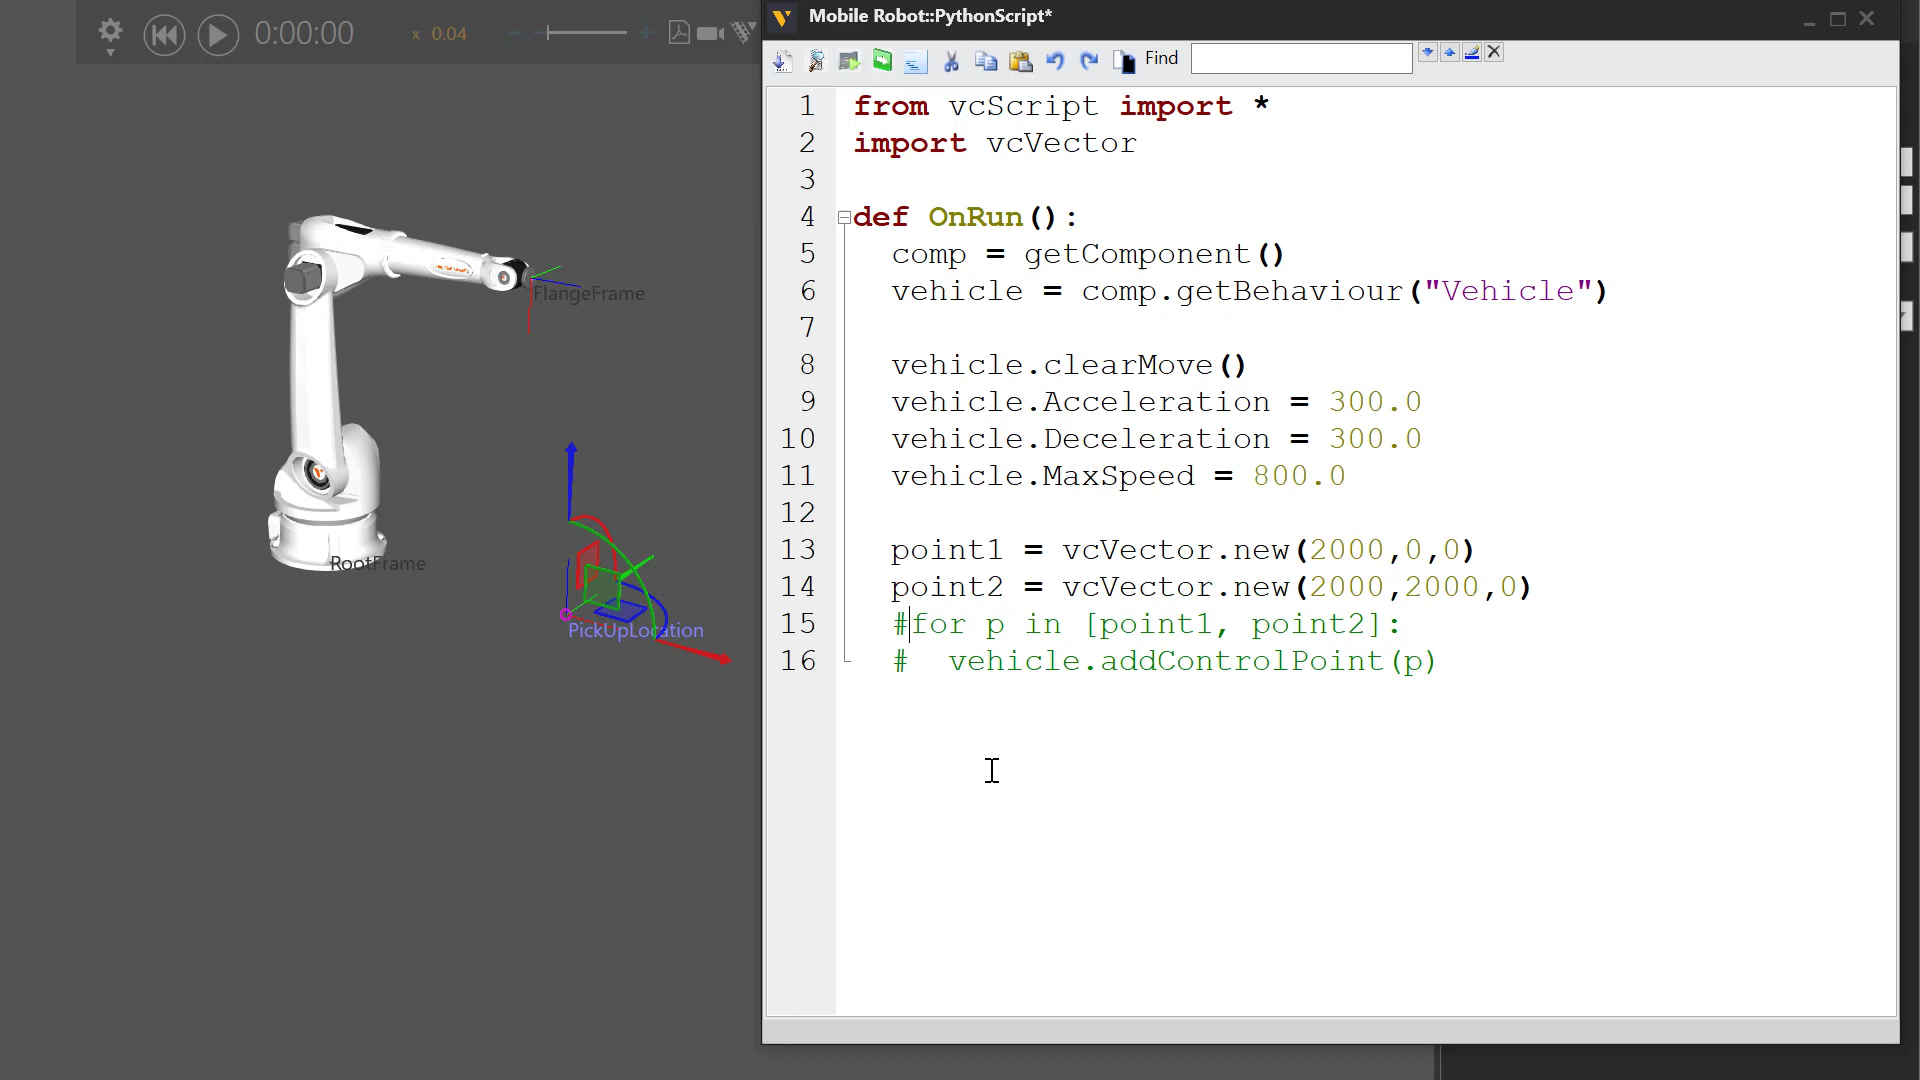 Mobile Robot::PythonScript*
0:00:00
x 0.04
Find
1 from vcScript import *
2 import vcVector
3
4 def OnRun():
5 comp = getComponent()
6 vehicle = comp.getBehaviour("Vehicle")
7
8 vehicle.clearMove()
9 vehicle.Acceleration = 300.0
10 vehicle.Deceleration = 300.0
11 vehicle.MaxSpeed = 800.0
12
13 point1 = vcVector.new(2000,0,0)
14 point2 = vcVector.new(2000,2000,0)
15 #for p in [point1, point2]:
16 #  vehicle.addControlPoint(p)
FlangeFrame
RootFrame
PickUpLocation